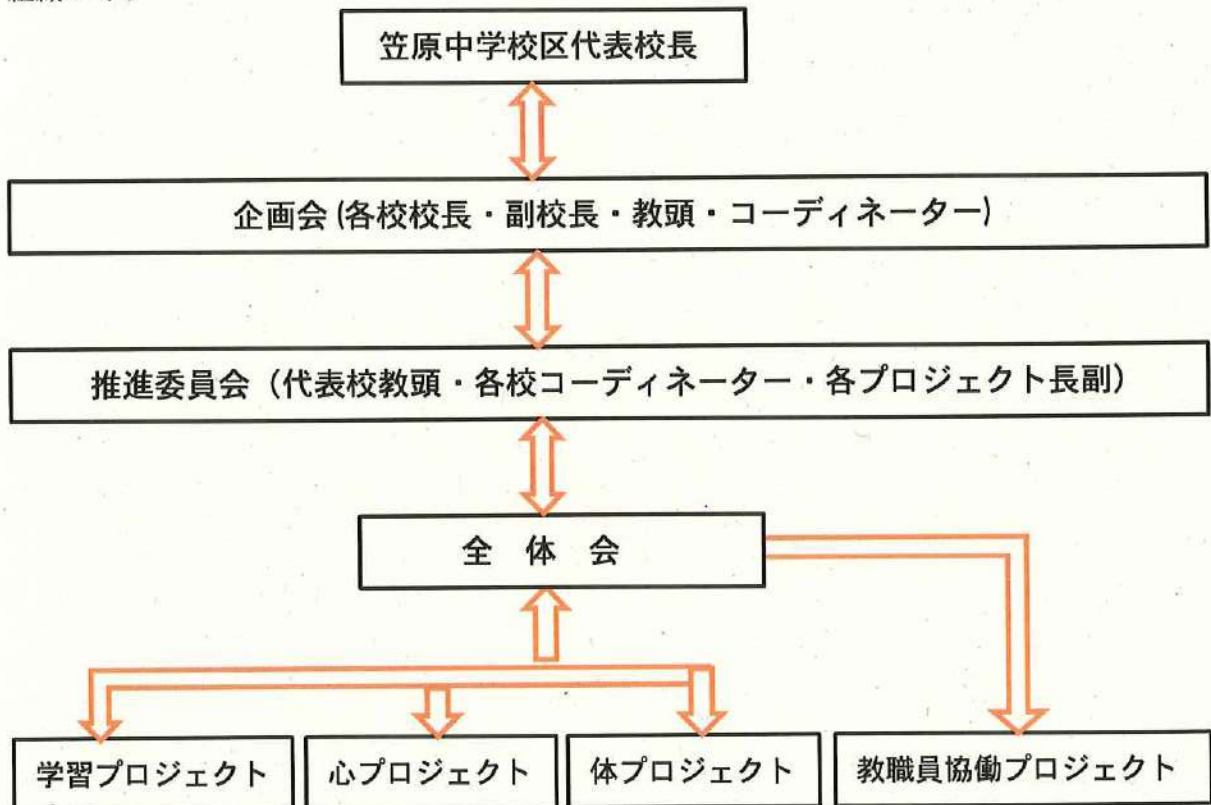 笠原中学校区代表校長
企画会(各校校長・副校長・教頭・コーディネーター)
推進委員会(代表校教頭・各校コーディネーター・各プロジェクト長副)
全 体 会
学習プロジェクト
心プロジェクト
体プロジェクト
教職員協働プロジェクト